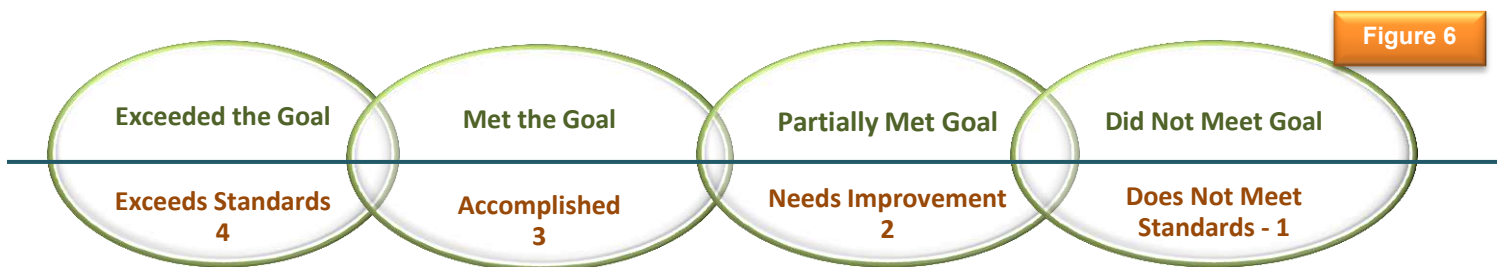 Figure 6
Exceeded the Goal
Exceeds Standards
4
Met the Goal
Accomplished
3
Partially Met Goal
Needs Improvement
2
Did Not Meet Goal
Does Not Meet
Standards - 1